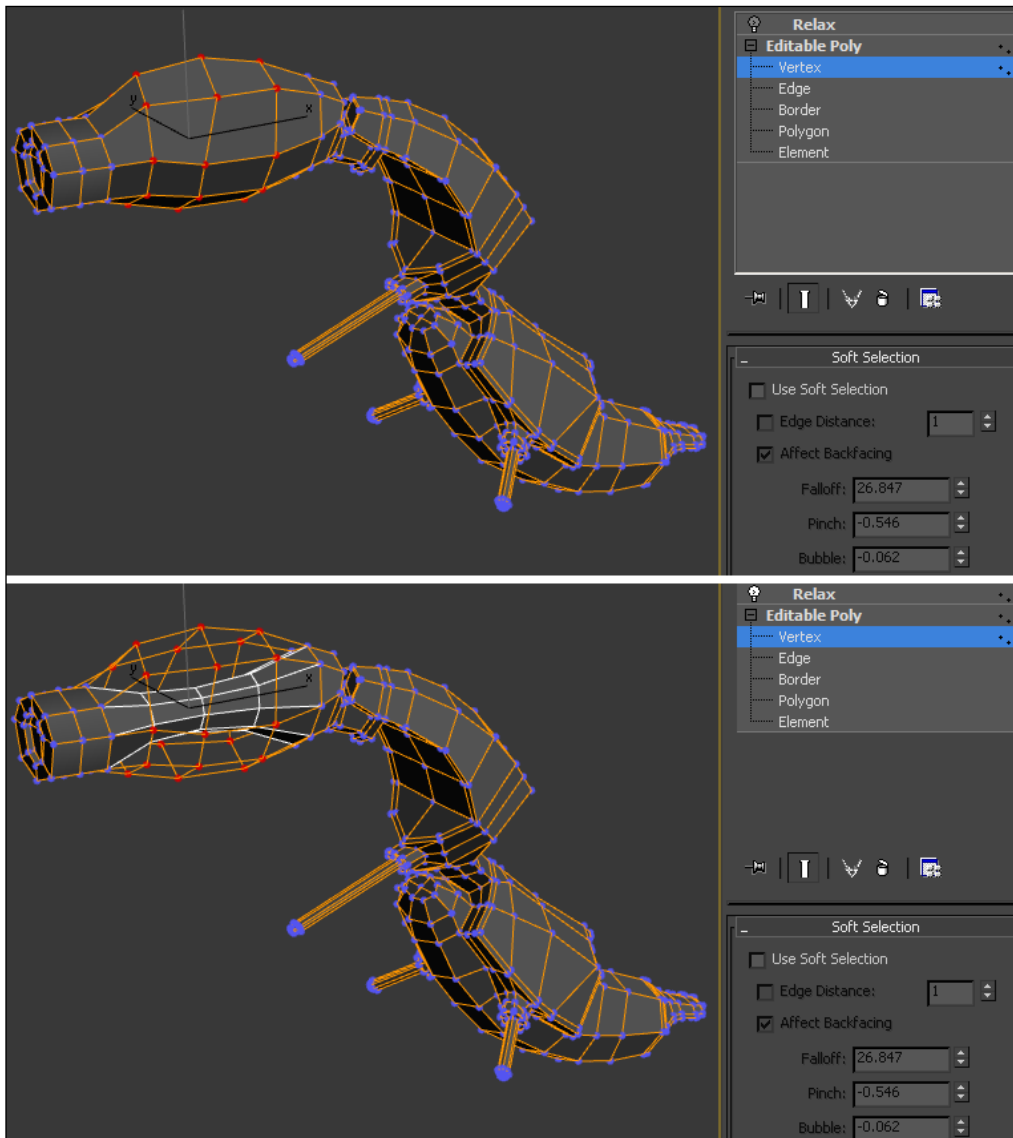 Relax
Editable Poly
Vertex
Edge
Border
Polygon
Element
Soft Selection
Use Soft Selection
Edge Distance: 1
Affect Backfacing
Falloff: 26.847
Pinch: -0.546
Bubble: -0.062
y
x
Relax
Editable Poly
Vertex
Edge
Border
Polygon
Element
Soft Selection
Use Soft Selection
Edge Distance: 1
Affect Backfacing
Falloff: 26.847
Pinch: -0.546
Bubble: -0.062
y
x